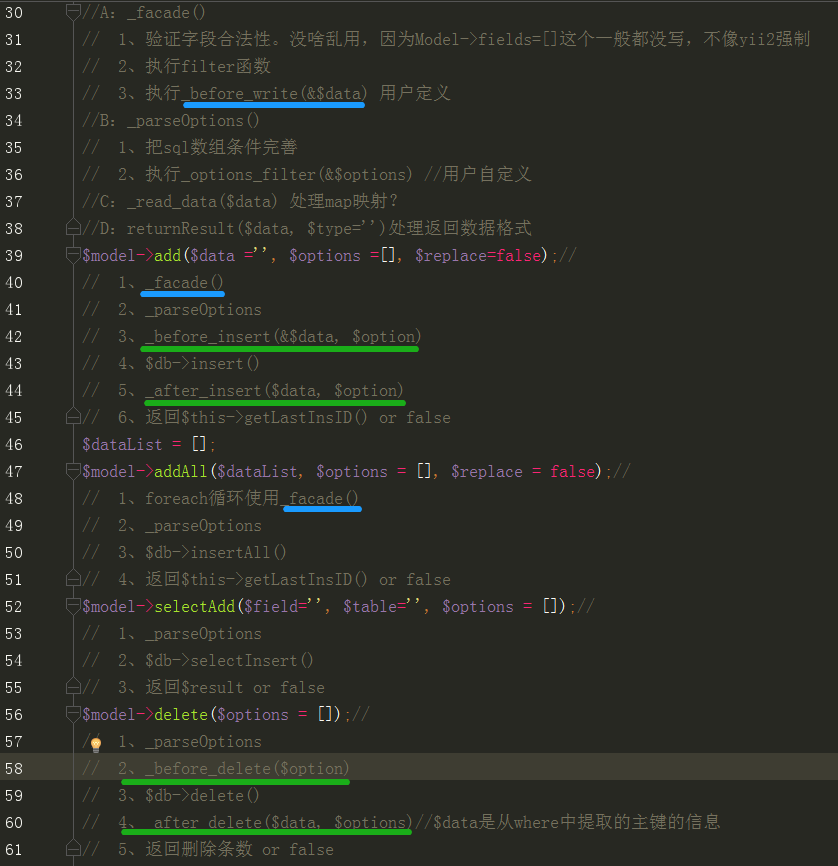 30 //A: _facade()
31 // 1、验证字段合法性。没啥乱用，因为Model->fields=[]这个一般都没写，不像yii2强制
32 // 2、执行filter函数
33 // 3、执行_before_write(&$data) 用户定义
34 //B: _parseOptions()
35 // 1、把sql数组条件完善
36 // 2、执行_options_filter(&$options) //用户自定义
37 //C: _read_data($data) 处理map映射？
38 //D: returnResult($data, $type='')处理返回数据格式
39 $model->add($data ='', $options =[], $replace=false);//
40 // 1、_facade()
41 // 2、_parseOptions
42 // 3、_before_insert(&$data, $option)
43 // 4、$db->insert()
44 // 5、_after_insert($data, $option)
45 // 6、返回$this->getLastInsID() or false
46 $dataList = [];
47 $model->addAll($dataList, $options = [], $replace = false);//
48 // 1、foreach循环使用_facade()
49 // 2、_parseOptions
50 // 3、$db->insertAll()
51 // 4、返回$this->getLastInsID() or false
52 $model->selectAdd($field='', $table='', $options = []);//
53 // 1、_parseOptions
54 // 2、$db->selectInsert()
55 // 3、返回$result or false
56 $model->delete($options = []);//
57 // 1、_parseOptions
58 // 2、_before_delete($option)
59 // 3、$db->delete()
60 // 4、_after_delete($data, $options)//$data是从where中提取的主键的信息
61 // 5、返回删除条数 or false